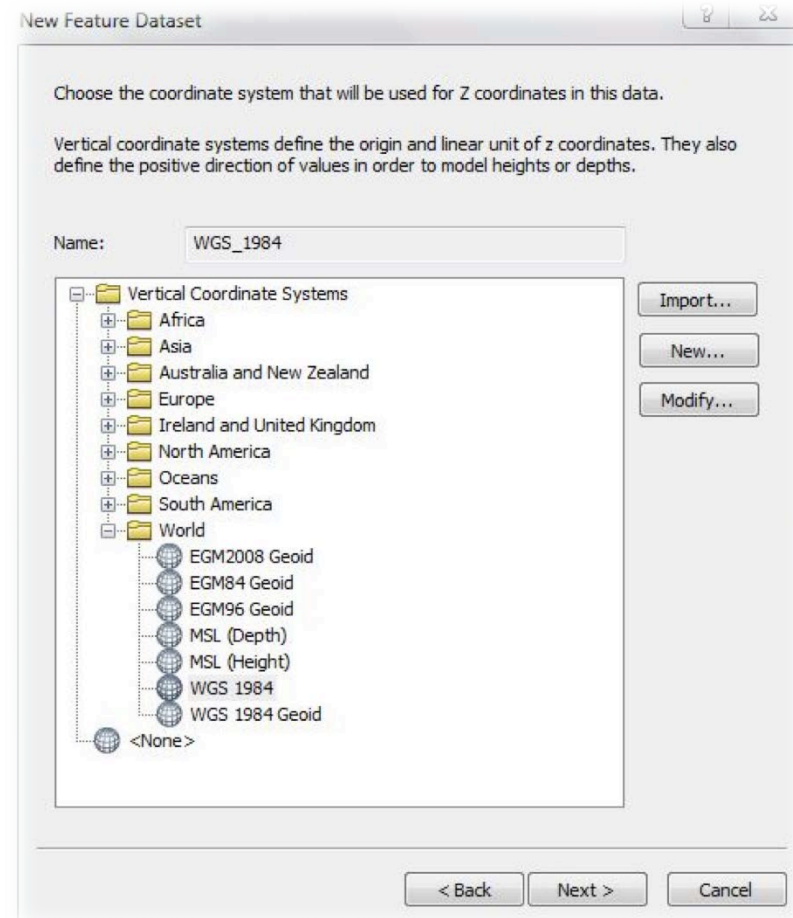 New Feature Dataset
Choose the coordinate system that will be used for Z coordinates in this data.
Vertical coordinate systems define the origin and linear unit of z coordinates. They also
define the positive direction of values in order to model heights or depths.
Name: WGS_1984
Vertical Coordinate Systems
Africa
Asia
Australia and New Zealand
Europe
Ireland and United Kingdom
North America
Oceans
South America
World
EGM2008 Geoid
EGM84 Geoid
EGM96 Geoid
MSL (Depth)
MSL (Height)
WGS 1984
WGS 1984 Geoid
<None>
Import...
New...
Modify...
< Back Next > Cancel